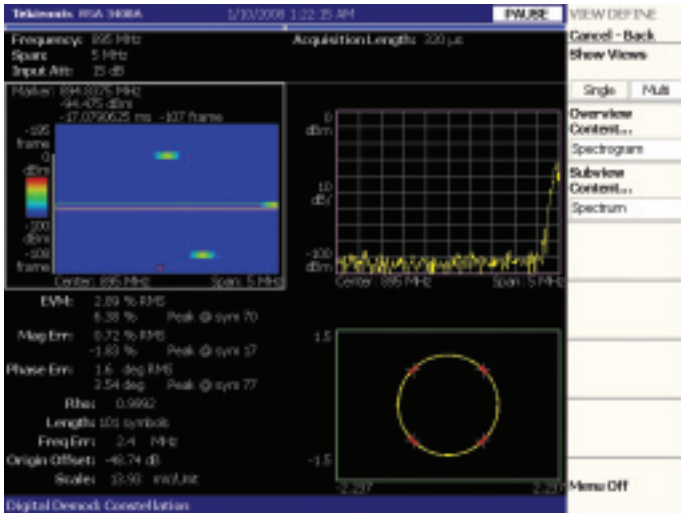 Tektronix RSA 3408A 1/10/2008 1:22:15 AM PAUSE VIEW DEFINE
Frequency: 895 MHz Acquisition Length: 320 µs
Span: 5 MHz
Input Att: 15 dB
Cancel - Back
Show Views
Single Multi
Overview Content...
Spectrogram
Subview Content...
Spectrum
Menu Off
Marker: 894.8375 MHz
-94.475 dBm
-17.0790625 ms -107 frame
-195
frame
0
dBm
-100
dBm
-108
frame
Center: 895 MHz Span: 5 MHz
0
dBm
10
dB/
-100
dBm
Center: 895 MHz Span: 5 MHz
EVM: 2.89 % RMS
6.38 % Peak @ sym 70
Mag Err: 0.72 % RMS
-1.83 % Peak @ sym 17
Phase Err: 1.6 deg RMS
3.54 deg Peak @ sym 77
Rho: 0.9992
Length: 101 symbols
Freq Err: 2.4 MHz
Origin Offset: -48.74 dB
Scale: 13.93 mV/Unit
1.5
-1.5
-2.237 2.237
Digital Demod: Constellation